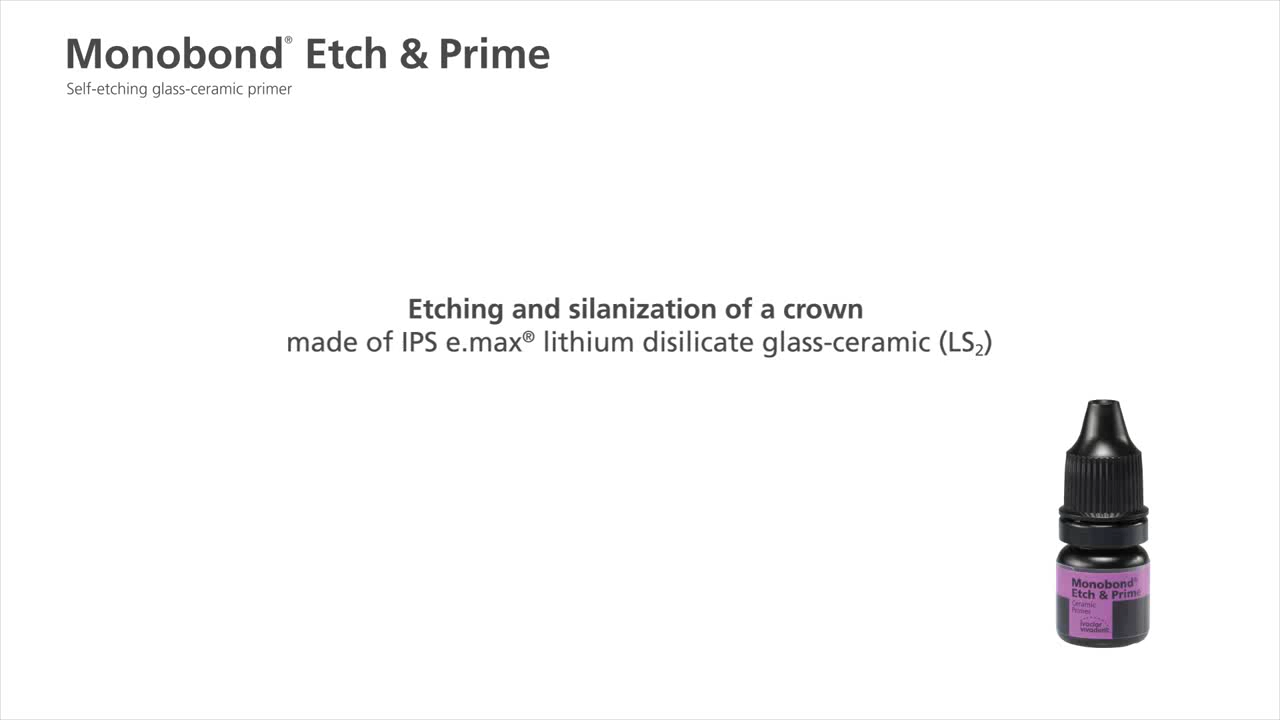 Monobond® Etch & Prime
Self-etching glass-ceramic primer
Etching and silanization of a crown
made of IPS e.max® lithium disilicate glass-ceramic (LS₂)
Monobond®
Etch & Prime
Ceramic
Primer
ivoclar
vivadent